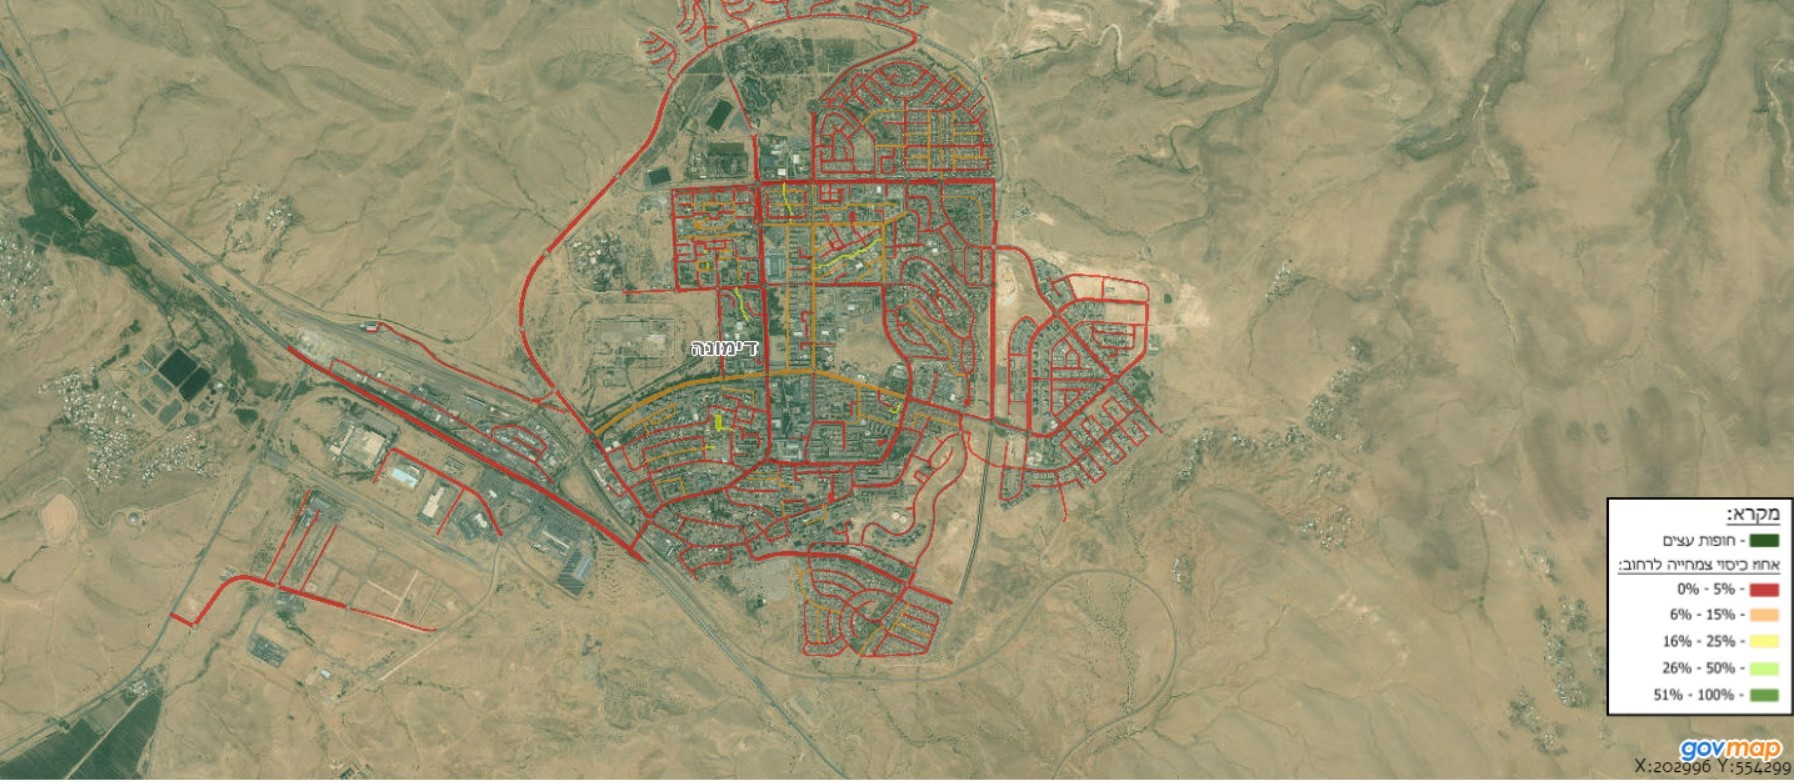 דימונה
מקרא:
- חופות עצים
אחוז כיסוי צמחייה לרחוב:
0% - 5% -
6% - 15% -
16% - 25% -
26% - 50% -
51% - 100% -
govmap
X:202996 Y:554299